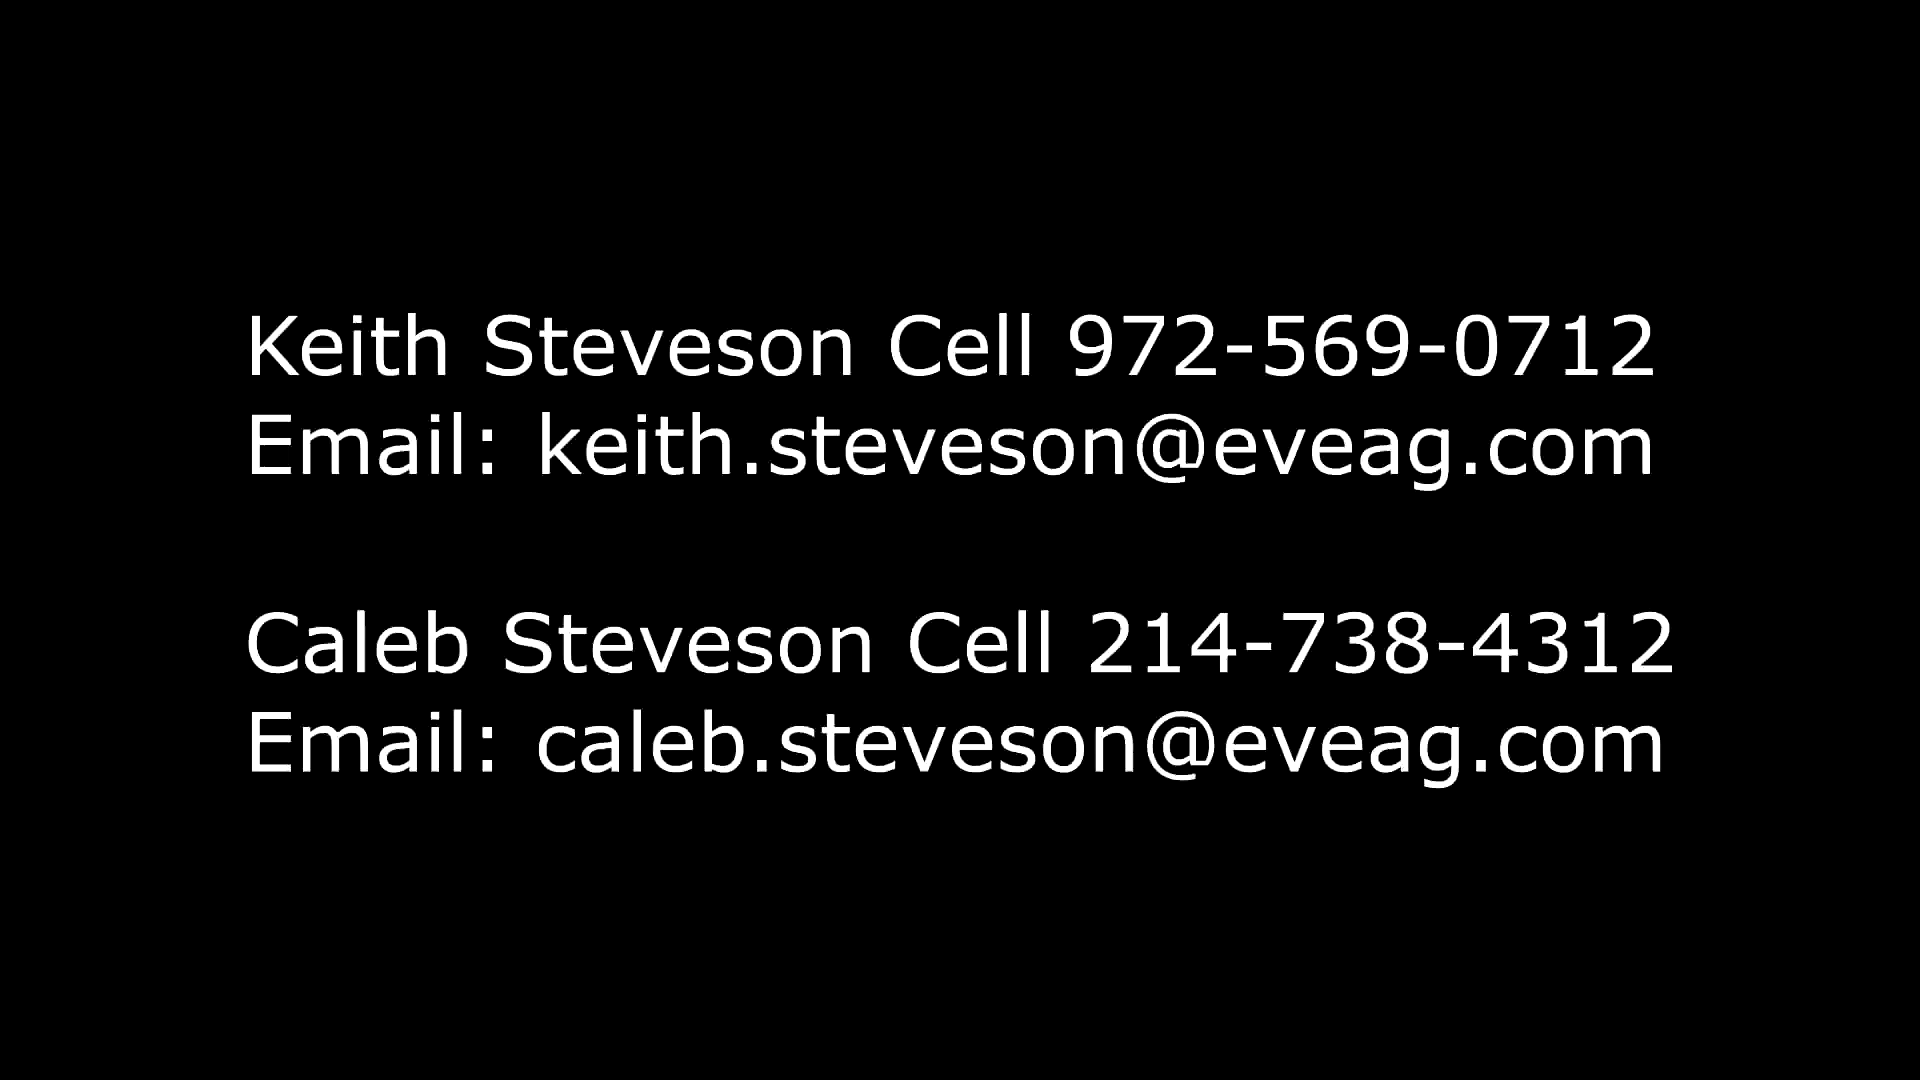 Keith Steveson Cell 972-569-0712
Email: keith.steveson@eveag.com
Caleb Steveson Cell 214-738-4312
Email: caleb.steveson@eveag.com